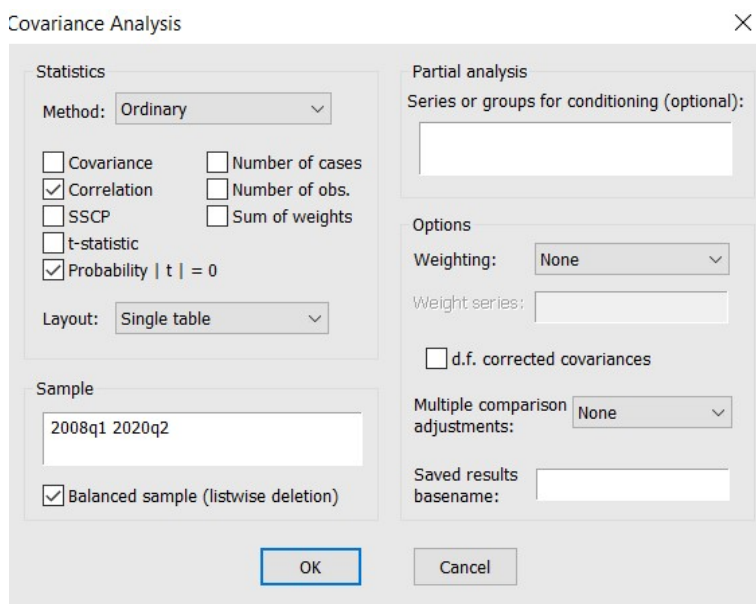 Covariance Analysis
Statistics
Method: Ordinary
Covariance
Number of cases
Correlation
Number of obs.
SSCP
Sum of weights
t-statistic
Probability | t | = 0
Layout: Single table
Sample
2008q1 2020q2
Balanced sample (listwise deletion)
Partial analysis
Series or groups for conditioning (optional):
Options
Weighting: None
Weight series:
d.f. corrected covariances
Multiple comparison
adjustments: None
Saved results
basename:
OK
Cancel